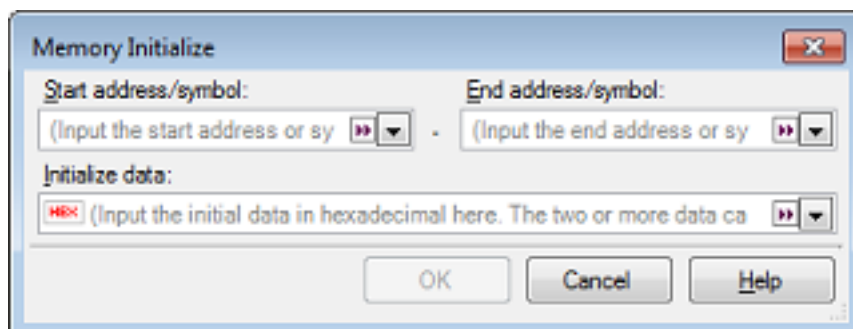 Memory Initialize
Start address/symbol: End address/symbol:
(Input the start address or sy - (Input the end address or sy
Initialize data:
HEX (Input the initial data in hexadecimal here. The two or more data ca
OK Cancel Help